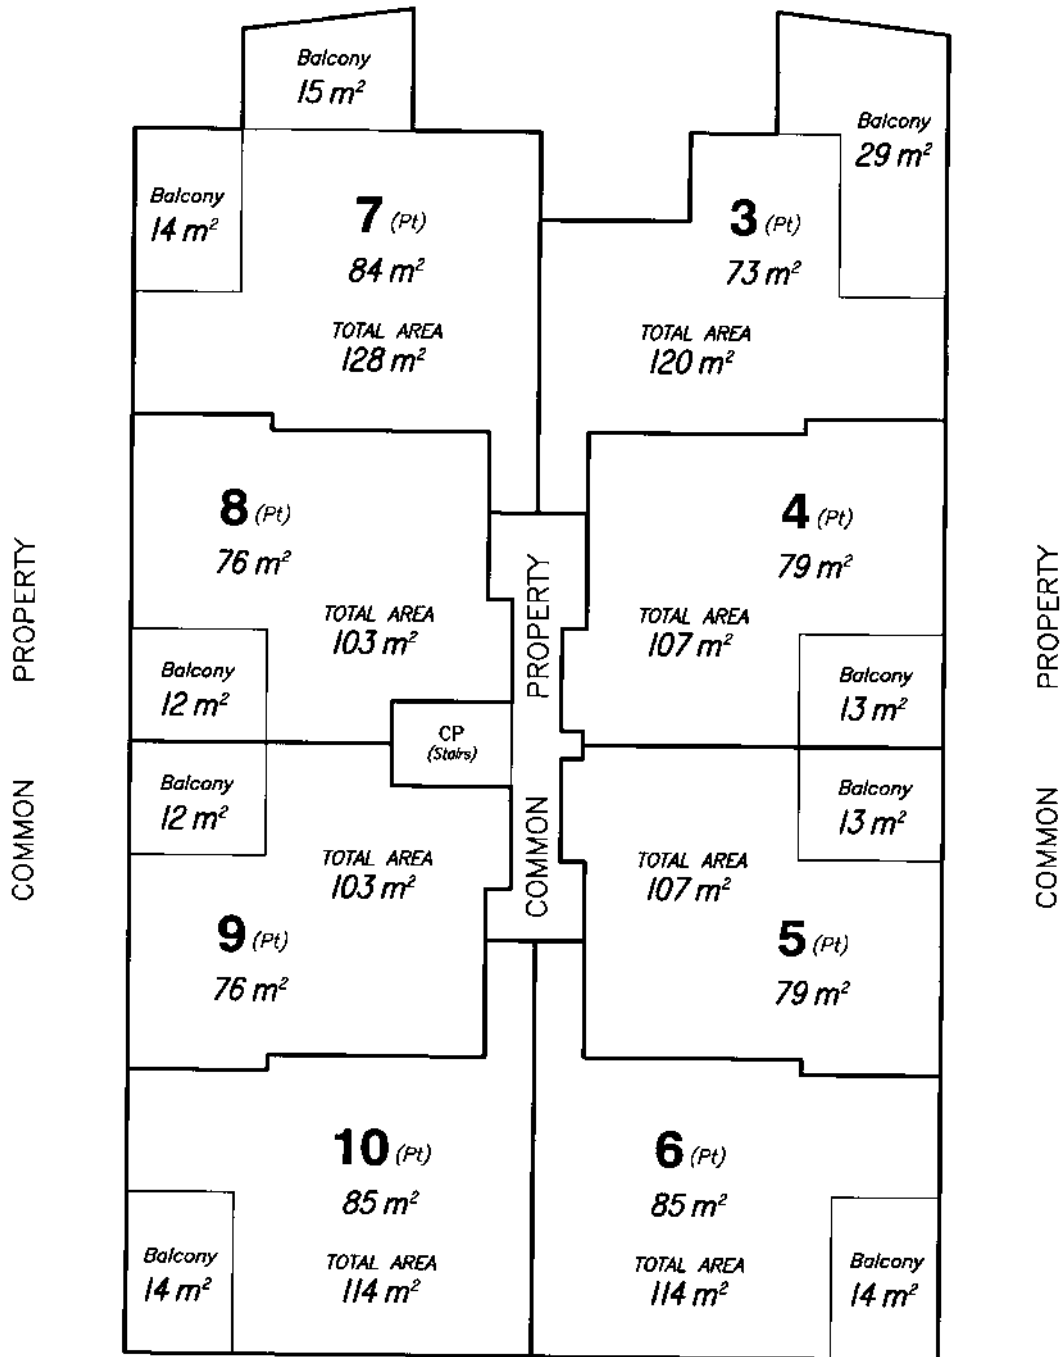 Balcony
15 m²
Balcony
29 m²
Balcony
14 m²
7 (Pt)
84 m²
TOTAL AREA
128 m²
3 (Pt)
73 m²
TOTAL AREA
120 m²
8 (Pt)
76 m²
TOTAL AREA
103 m²
Balcony
12 m²
4 (Pt)
79 m²
TOTAL AREA
107 m²
Balcony
13 m²
COMMON PROPERTY
COMMON PROPERTY
COMMON PROPERTY
CP
(Stairs)
Balcony
12 m²
TOTAL AREA
103 m²
9 (Pt)
76 m²
Balcony
13 m²
TOTAL AREA
107 m²
5 (Pt)
79 m²
10 (Pt)
85 m²
TOTAL AREA
114 m²
Balcony
14 m²
6 (Pt)
85 m²
TOTAL AREA
114 m²
Balcony
14 m²